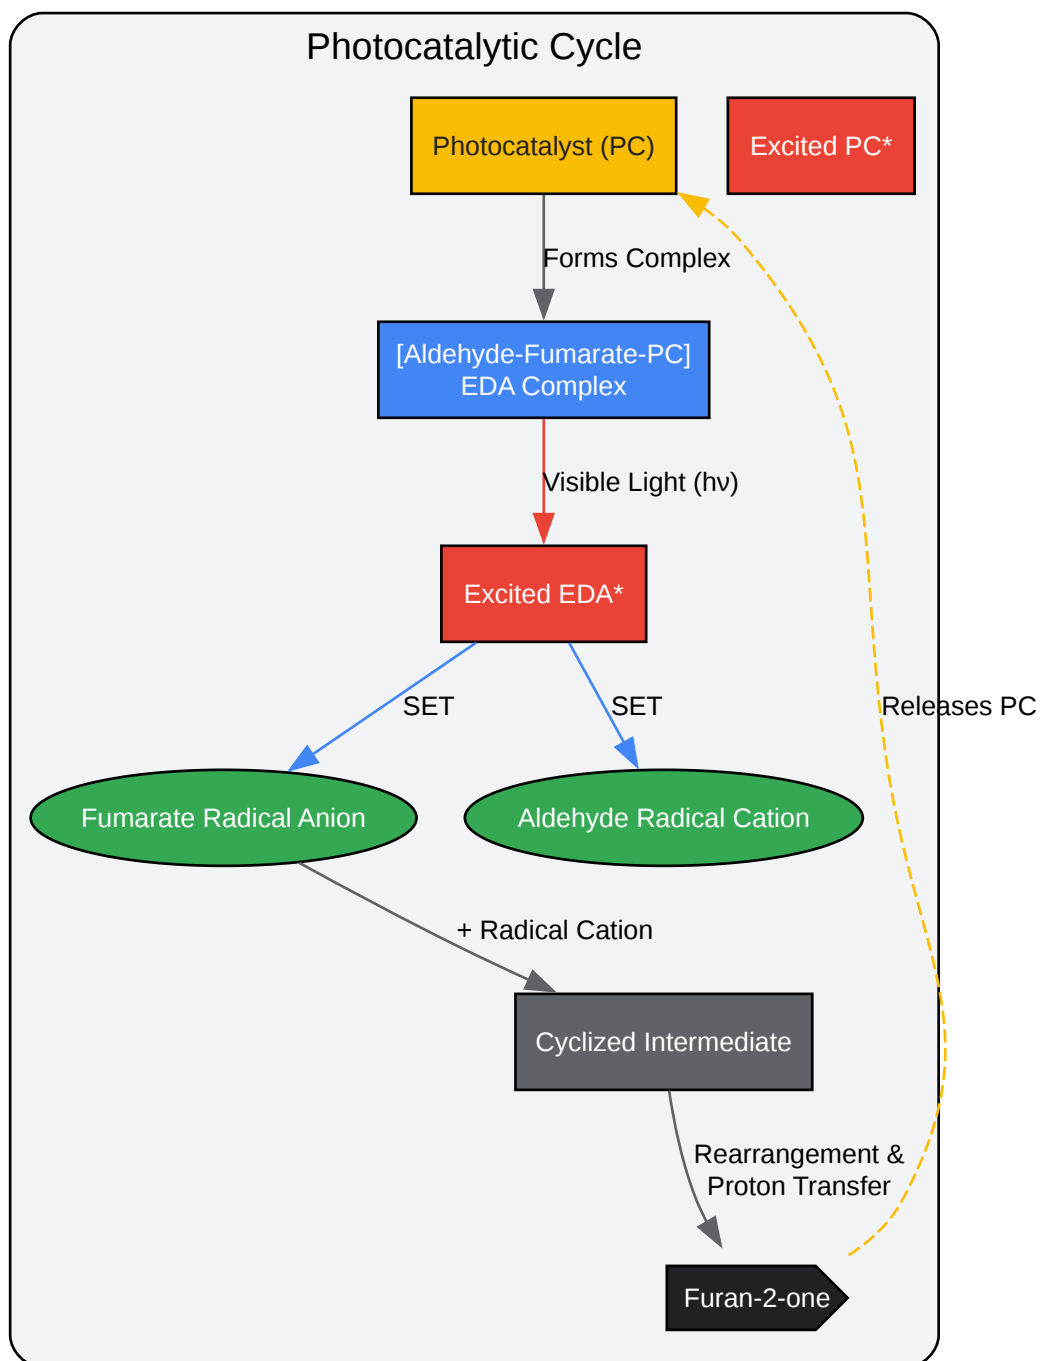 Photocatalytic Cycle
Photocatalyst (PC)
Excited PC*
Forms Complex
[Aldehyde-Fumarate-PC]
EDA Complex
Visible Light (hν)
Excited EDA*
SET
SET
Releases PC
Fumarate Radical Anion
Aldehyde Radical Cation
+ Radical Cation
Cyclized Intermediate
Rearrangement &
Proton Transfer
Furan-2-one